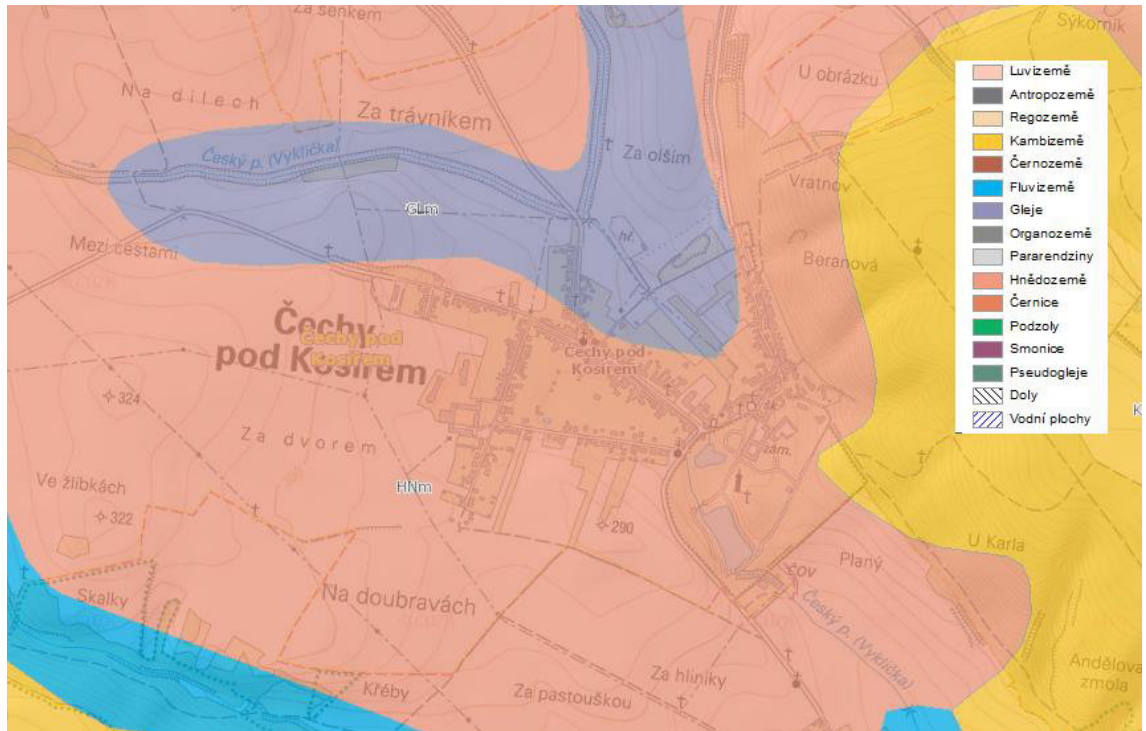 Za senkem
Sýkorník
U obrázku
Na dílech
Za trávníkem
Český p. (Vyklička)
Za olším
Vratnov
GLm
hř.
Mezi cestami
Beranová
Čechy
pod Kosířem
Čechy pod
Kosířem
Čechy pod
Kosířem
324
Za dvorem
zám.
HNm
Ve žlíbkách
322
290
U Karla
Planý
ČOV
Skalky
Na doubravách
Český p. (Vyklička)
Za hliníky
Andělova
zmola
Křéby
Za pastouškou
K
Luvizemě
Antropozemě
Regozemě
Kambizemě
Černozemě
Fluvizemě
Gleje
Organozemě
Pararendziny
Hnědozemě
Černice
Podzoly
Smonice
Pseudogleje
Doly
Vodní plochy